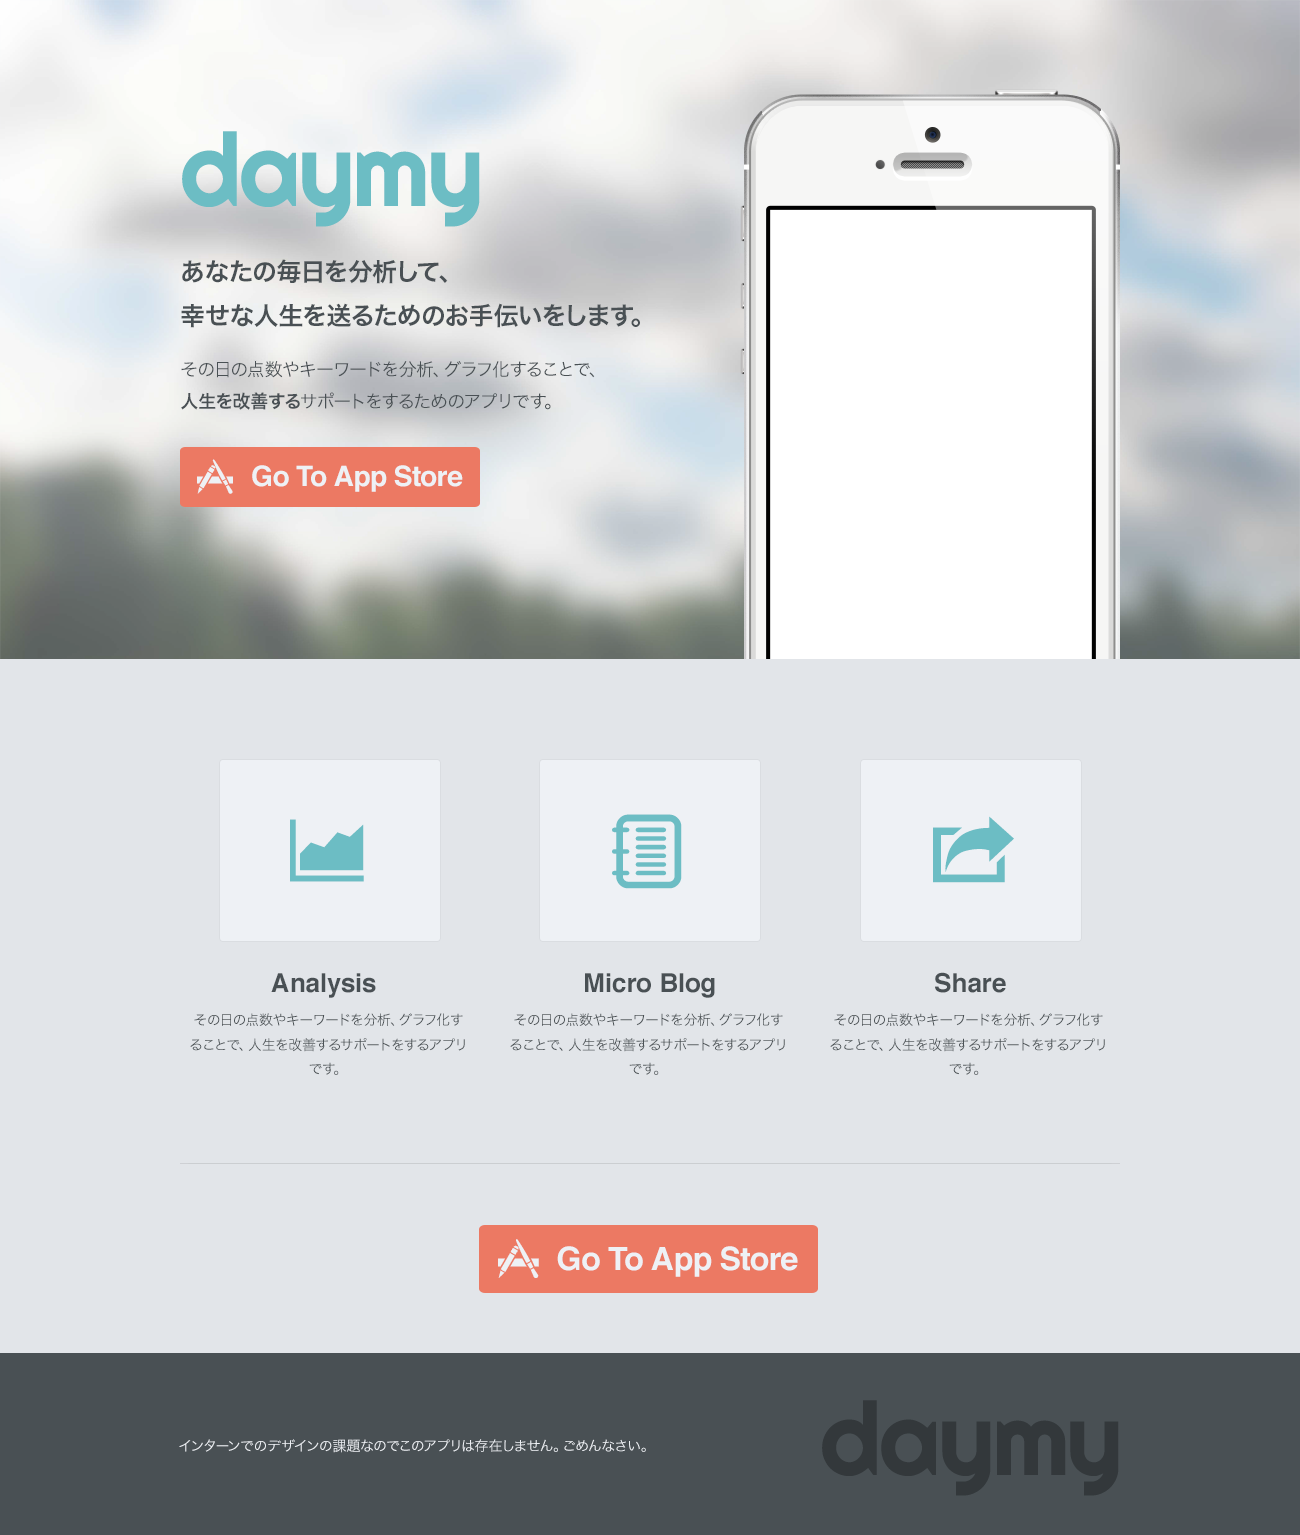 daymy
あなたの毎日を分析して、
幸せな人生を送るためのお手伝いをします。
その日の点数やキーワードを分析、グラフ化することで、
人生を改善するサポートをするためのアプリです。
Go To App Store
Analysis
その日の点数やキーワードを分析、グラフ化す
ることで、人生を改善するサポートをするアプリ
です。
Micro Blog
その日の点数やキーワードを分析、グラフ化す
ることで、人生を改善するサポートをするアプリ
です。
Share
その日の点数やキーワードを分析、グラフ化す
ることで、人生を改善するサポートをするアプリ
です。
Go To App Store
インターンでのデザインの課題なのでこのアプリは存在しません。ごめんなさい。
daymy